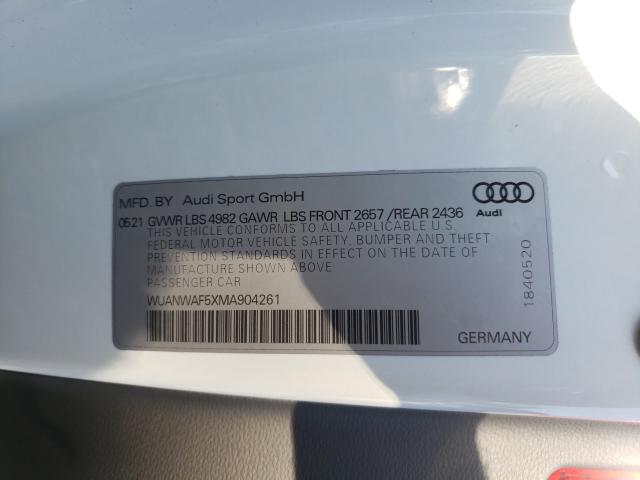 MFD. BY Audi Sport GmbH
05.21 GVWR LBS 4982 GAWR LBS FRONT 2657 /REAR 2436
THIS VEHICLE CONFORMS TO ALL APPLICABLE U.S.
FEDERAL MOTOR VEHICLE SAFETY, BUMPER AND THEFT
PREVENTION STANDARDS IN EFFECT ON THE DATE OF
MANUFACTURE SHOWN ABOVE
PASSENGER CAR
WUANWAF5XMA904261
Audi
1840520
GERMANY